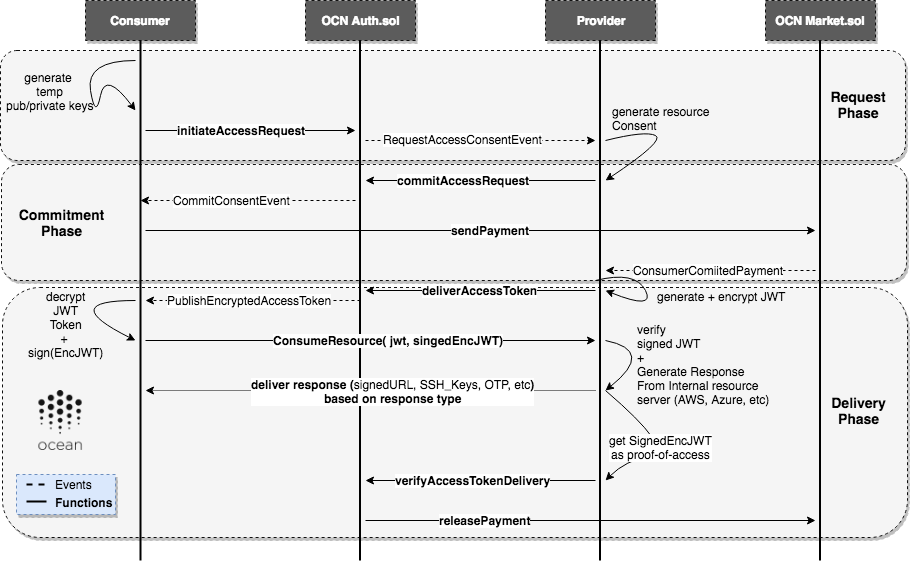 Consumer
OCN Auth.sol
Provider
OCN Market.sol
generate
temp
pub/private keys
initiateAccessRequest
RequestAccessConsentEvent
generate resource
Consent
Request
Phase
commitAccessRequest
CommitConsentEvent
Commitment
Phase
sendPayment
ConsumerComiitedPayment
deliverAccessToken
generate + encrypt JWT
PublishEncryptedAccessToken
decrypt
JWT
Token
+
sign(EncJWT)
ConsumeResource( jwt, singedEncJWT)
verify
signed JWT
+
Generate Response
From Internal resource
server (AWS, Azure, etc)
deliver response (signedURL, SSH_Keys, OTP, etc)
based on response type
Delivery
Phase
ocean
get SignedEncJWT
as proof-of-access
verifyAccessTokenDelivery
Events
Functions
releasePayment